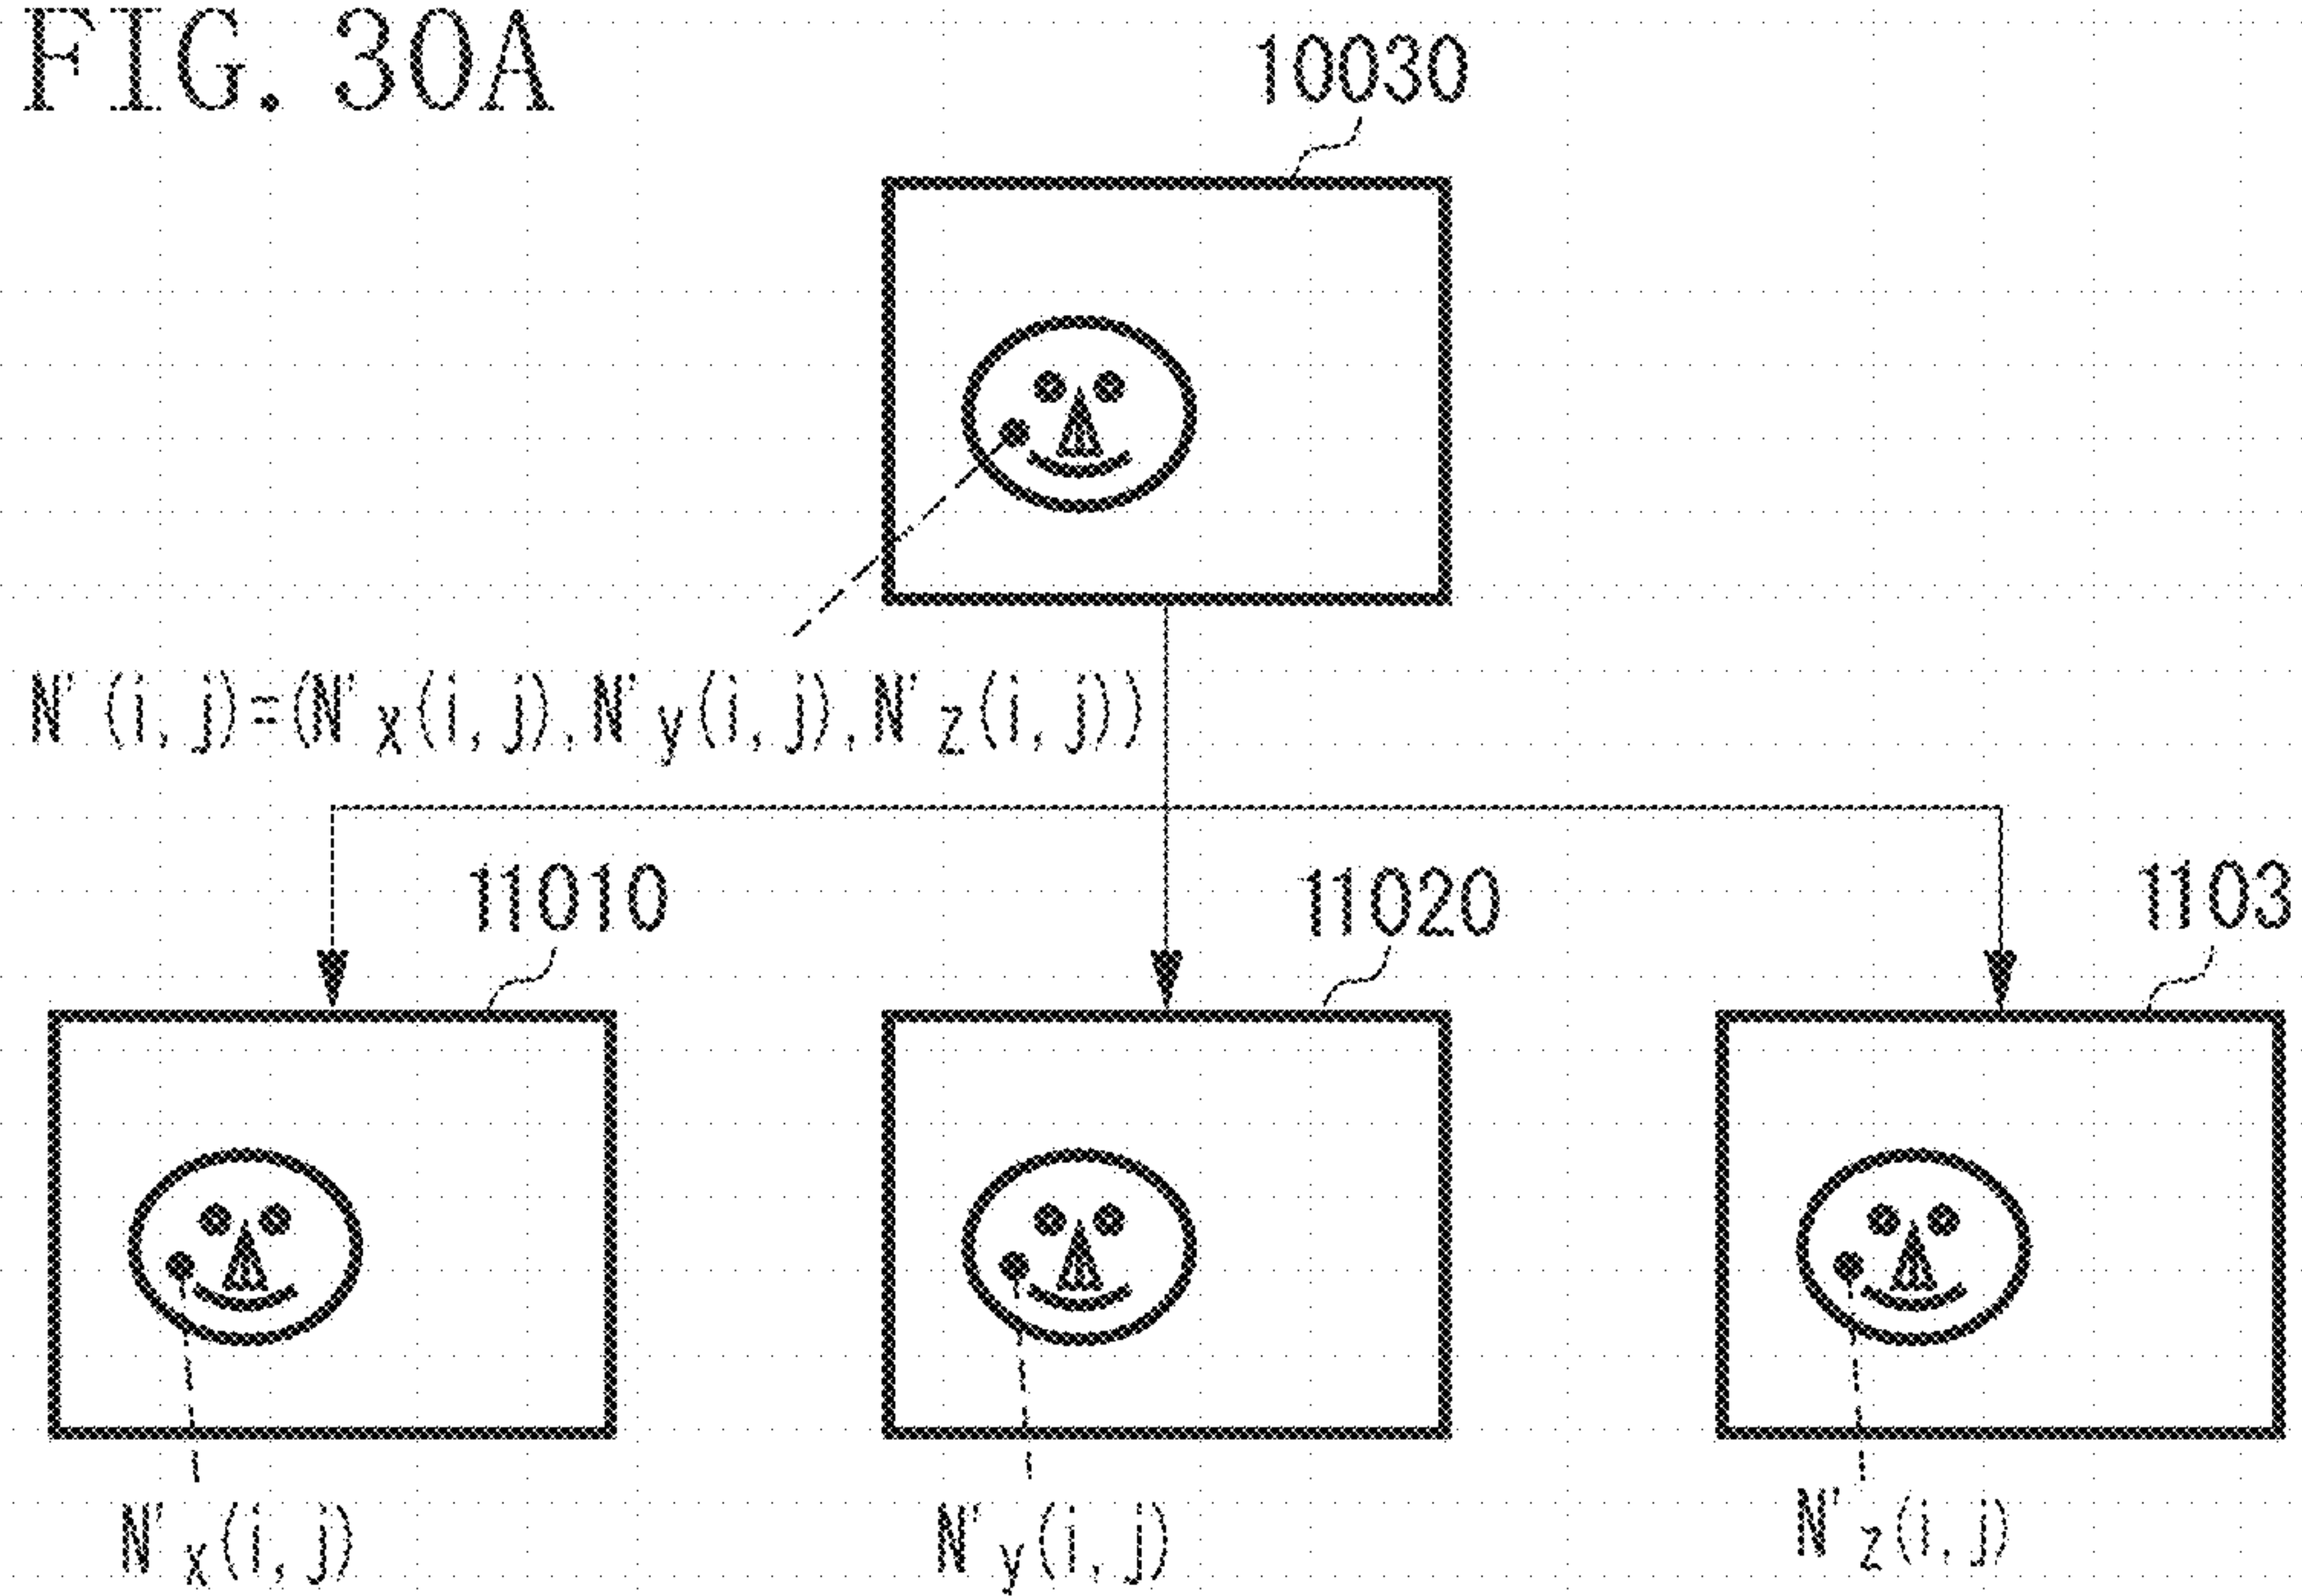 FIG. 30A
10030
N'(i,j)=(N'x(i,j),N'y(i,j),N'z(i,j))
11010
11020
1103
N'x(i,j)
N'y(i,j)
N'z(i,j)